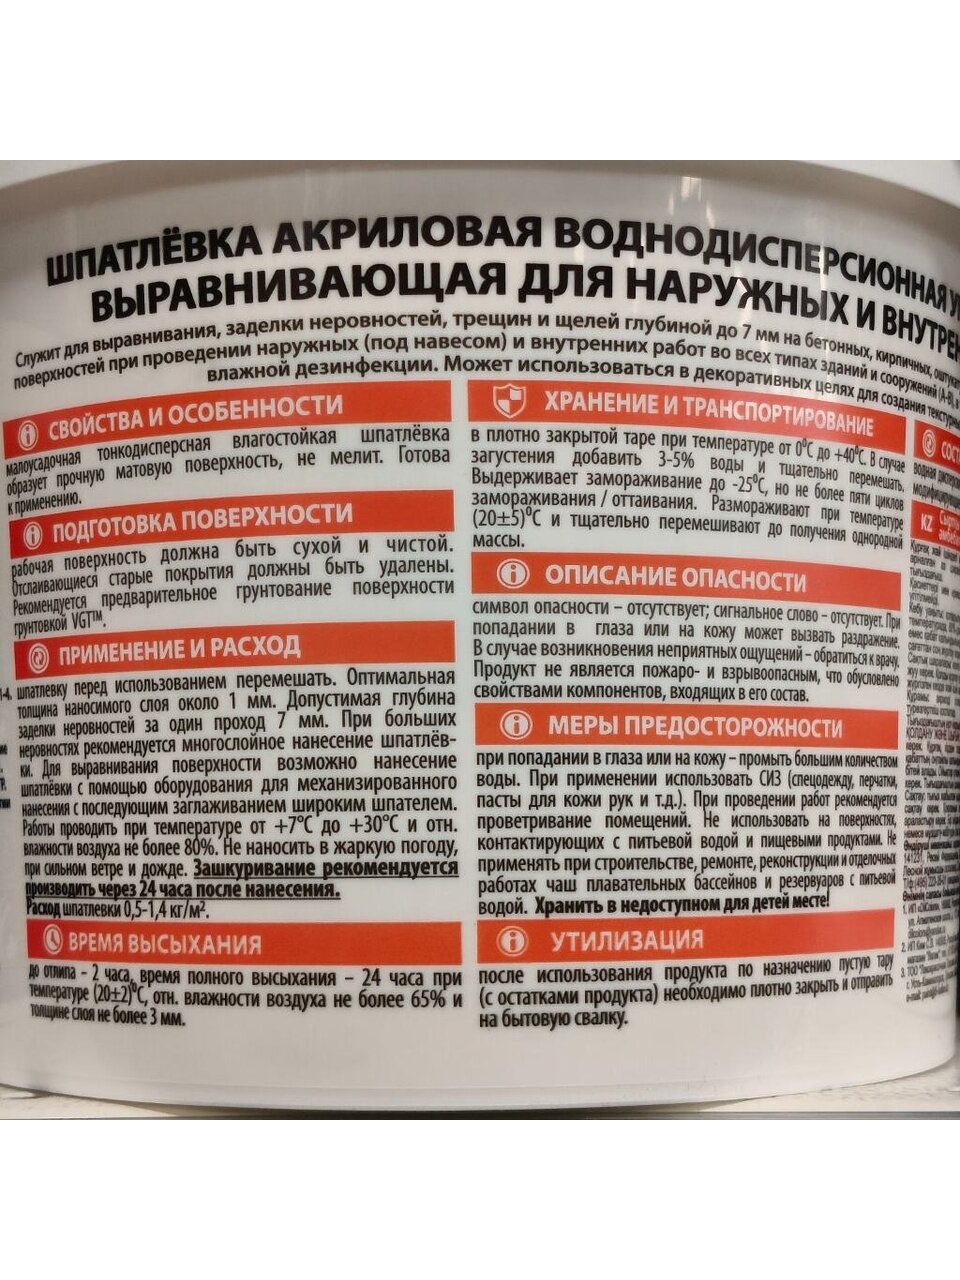 ШПАТЛЁВКА АКРИЛОВАЯ ВОДНОДИСПЕРСИОННАЯ
ВЫРАВНИВАЮЩАЯ ДЛЯ НАРУЖНЫХ И
Служит для выравнивания, заделки неровностей, трещин и щелей глубиной до 7 мм на бетонных, кирпичных,
поверхностей при проведении наружных (под навесом) и внутренних работ во всех типах зданий и сооружений (А-В), в
влажной дезинфекции. Может использоваться в декоративных целях для создания
СВОЙСТВА И ОСОБЕННОСТИ
малоусадочная тонкодисперсная влагостойкая шпатлёвка
образует прочную матовую поверхность, не мелит. Готова
к применению.
ПОДГОТОВКА ПОВЕРХНОСТИ
рабочая поверхность должна быть сухой и чистой.
Отслаивающиеся старые покрытия должны быть удалены.
Рекомендуется предварительное грунтование поверхности
грунтовкой VGT™.
ПРИМЕНЕНИЕ И РАСХОД
шпатлевку перед использованием перемешать. Оптимальная
толщина наносимого слоя около 1 мм. Допустимая глубина
заделки неровностей за один проход 7 мм. При больших
неровностях рекомендуется многослойное нанесение шпатлёв-
ки. Для выравнивания поверхности возможно нанесение
шпатлёвки с помощью оборудования для механизированного
нанесения с последующим заглаживанием широким шпателем.
Работы проводить при температуре от +7°С до +30°С и отн.
влажности воздуха не более 80%. Не наносить в жаркую погоду,
при сильном ветре и дожде. Зашкуривание рекомендуется
производить через 24 часа после нанесения.
Расход шпатлевки 0,5-1,4 кг/м².
ВРЕМЯ ВЫСЫХАНИЯ
до отлипа – 2 часа, время полного высыхания – 24 часа при
температуре (20±2)⁰С, отн. влажности воздуха не более 65% и
толщине слоя не более 3 мм.
ХРАНЕНИЕ И ТРАНСПОРТИРОВАНИЕ
в плотно закрытой таре при температуре от 0⁰С до +40⁰С. В случае
загустения добавить 3-5% воды и тщательно перемешать.
Выдерживает замораживание до -25⁰С, но не более пяти циклов
замораживания / оттаивания. Размораживают при температуре
(20±5)⁰С и тщательно перемешивают до получения однородной
массы.
ОПИСАНИЕ ОПАСНОСТИ
символ опасности – отсутствует; сигнальное слово – отсутствует. При
попадании в глаза или на кожу может вызвать раздражение.
В случае возникновения неприятных ощущений – обратиться к врачу.
Продукт не является пожаро- и взрывоопасным, что обусловлено
свойствами компонентов, входящих в его состав.
МЕРЫ ПРЕДОСТОРОЖНОСТИ
при попадании в глаза или на кожу – промыть большим количеством
воды. При применении использовать СИЗ (спецодежду, перчатки,
пасты для кожи рук и т.д.). При проведении работ рекомендуется
проветривание помещений. Не использовать на поверхностях,
контактирующих с питьевой водой и пищевыми продуктами. Не
применять при строительстве, ремонте, реконструкции и отделочных
работах чаш плавательных бассейнов и резервуаров с питьевой
водой. Хранить в недоступном для детей месте!
УТИЛИЗАЦИЯ
после использования продукта по назначению пустую тару
(с остатками продукта) необходимо плотно закрыть и отправить
на бытовую свалку.
KZ